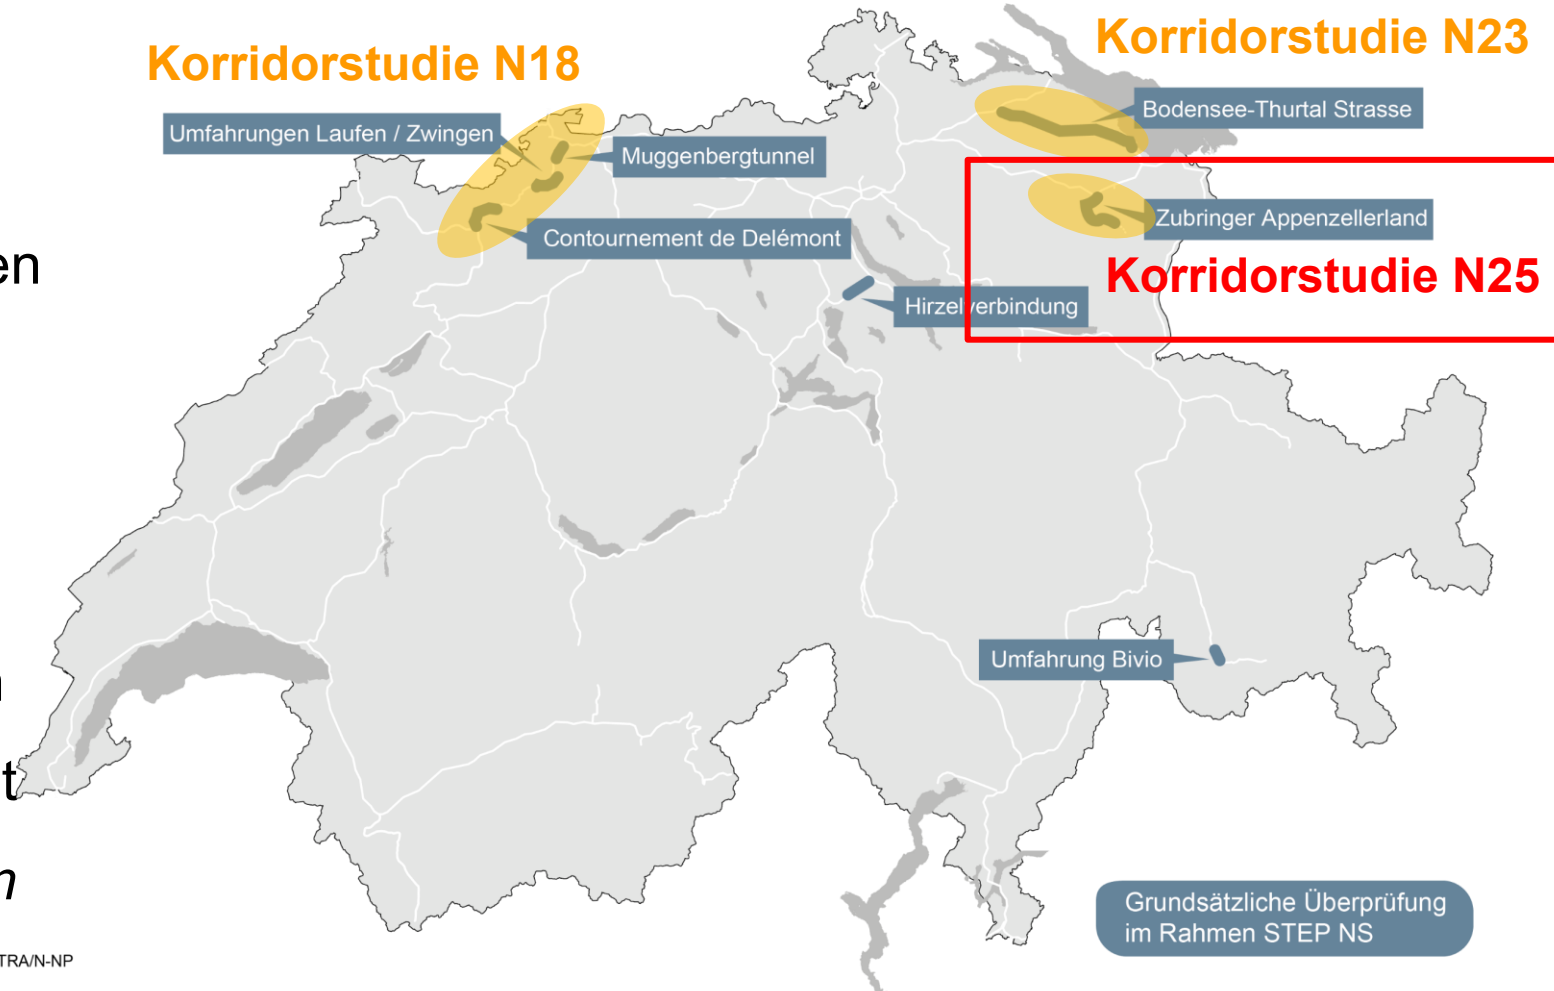 Korridorstudie N18
Korridorstudie N23
Umfahrungen Laufen / Zwingen
Muggenbergtunnel
Contournement de Delémont
Bodensee-Thurtal Strasse
Zubringer Appenzellerland
Korridorstudie N25
Hirzelverbindung
en
Umfahrung Bivio
n
t
n
Grundsätzliche Überprüfung
im Rahmen STEP NS
TRA/N-NP